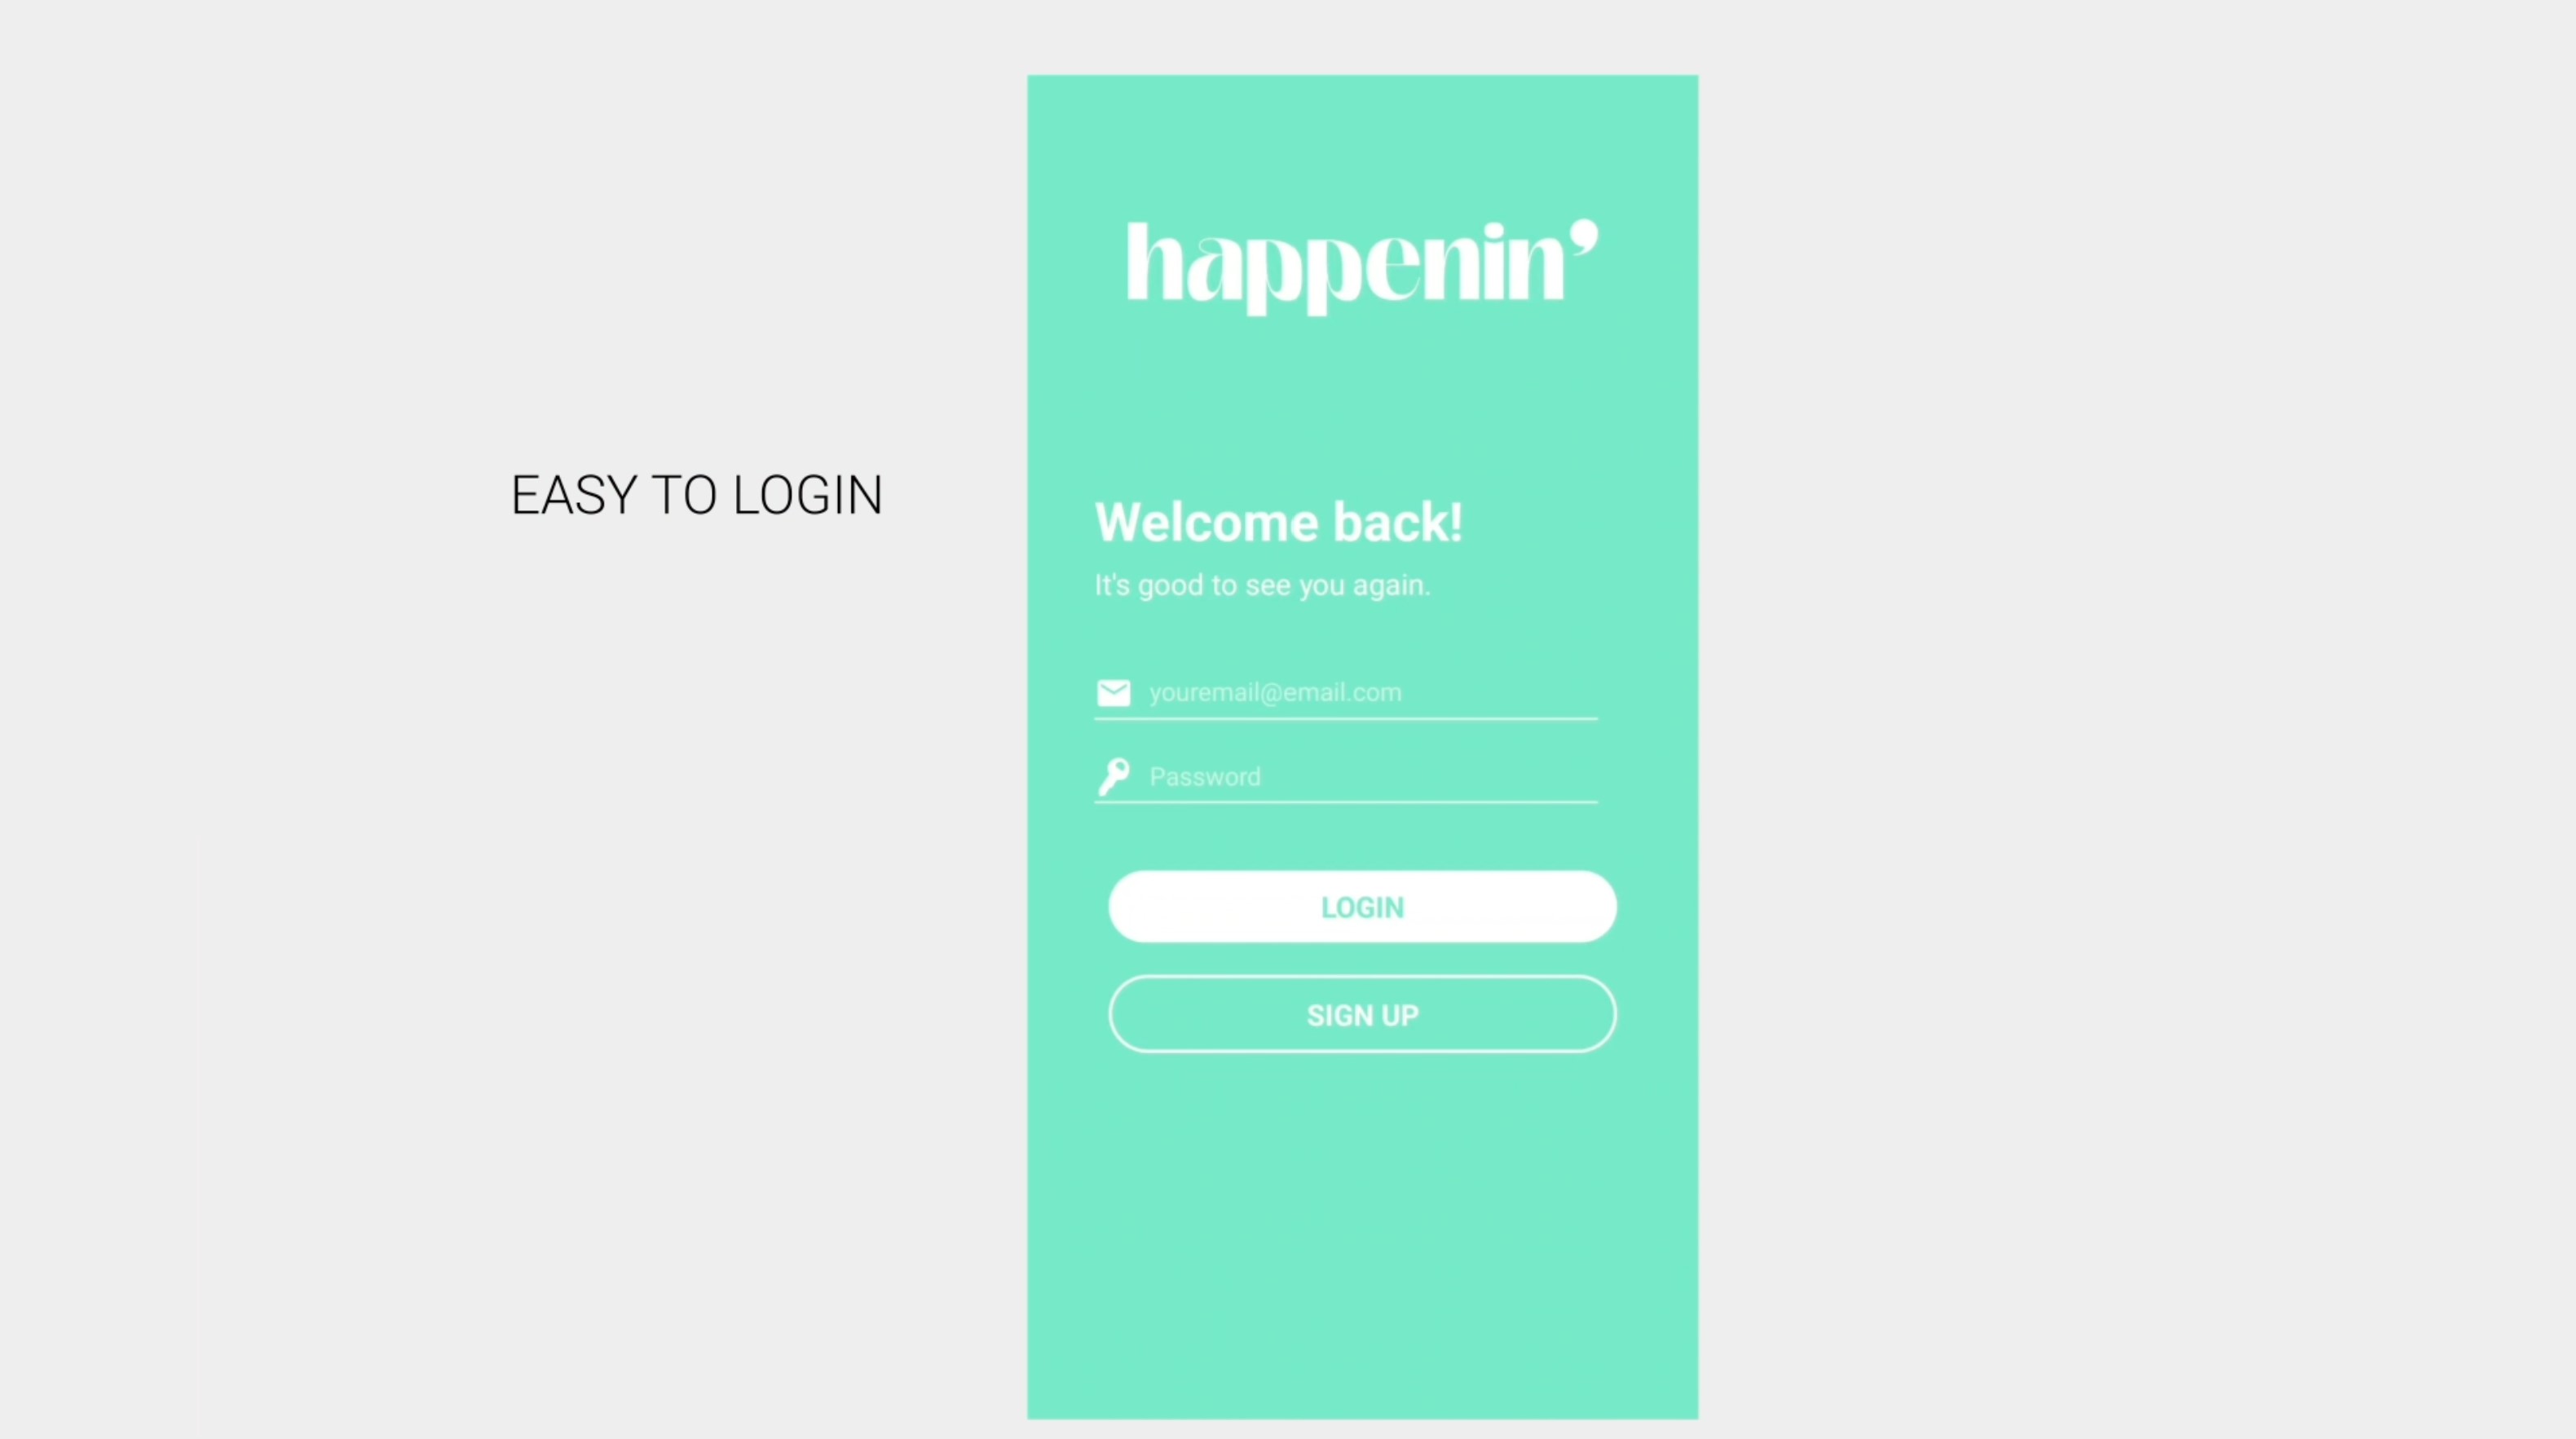 happenin’
EASY TO LOGIN
Welcome back!
It's good to see you again.
youremail@email.com
Password
LOGIN
SIGN UP